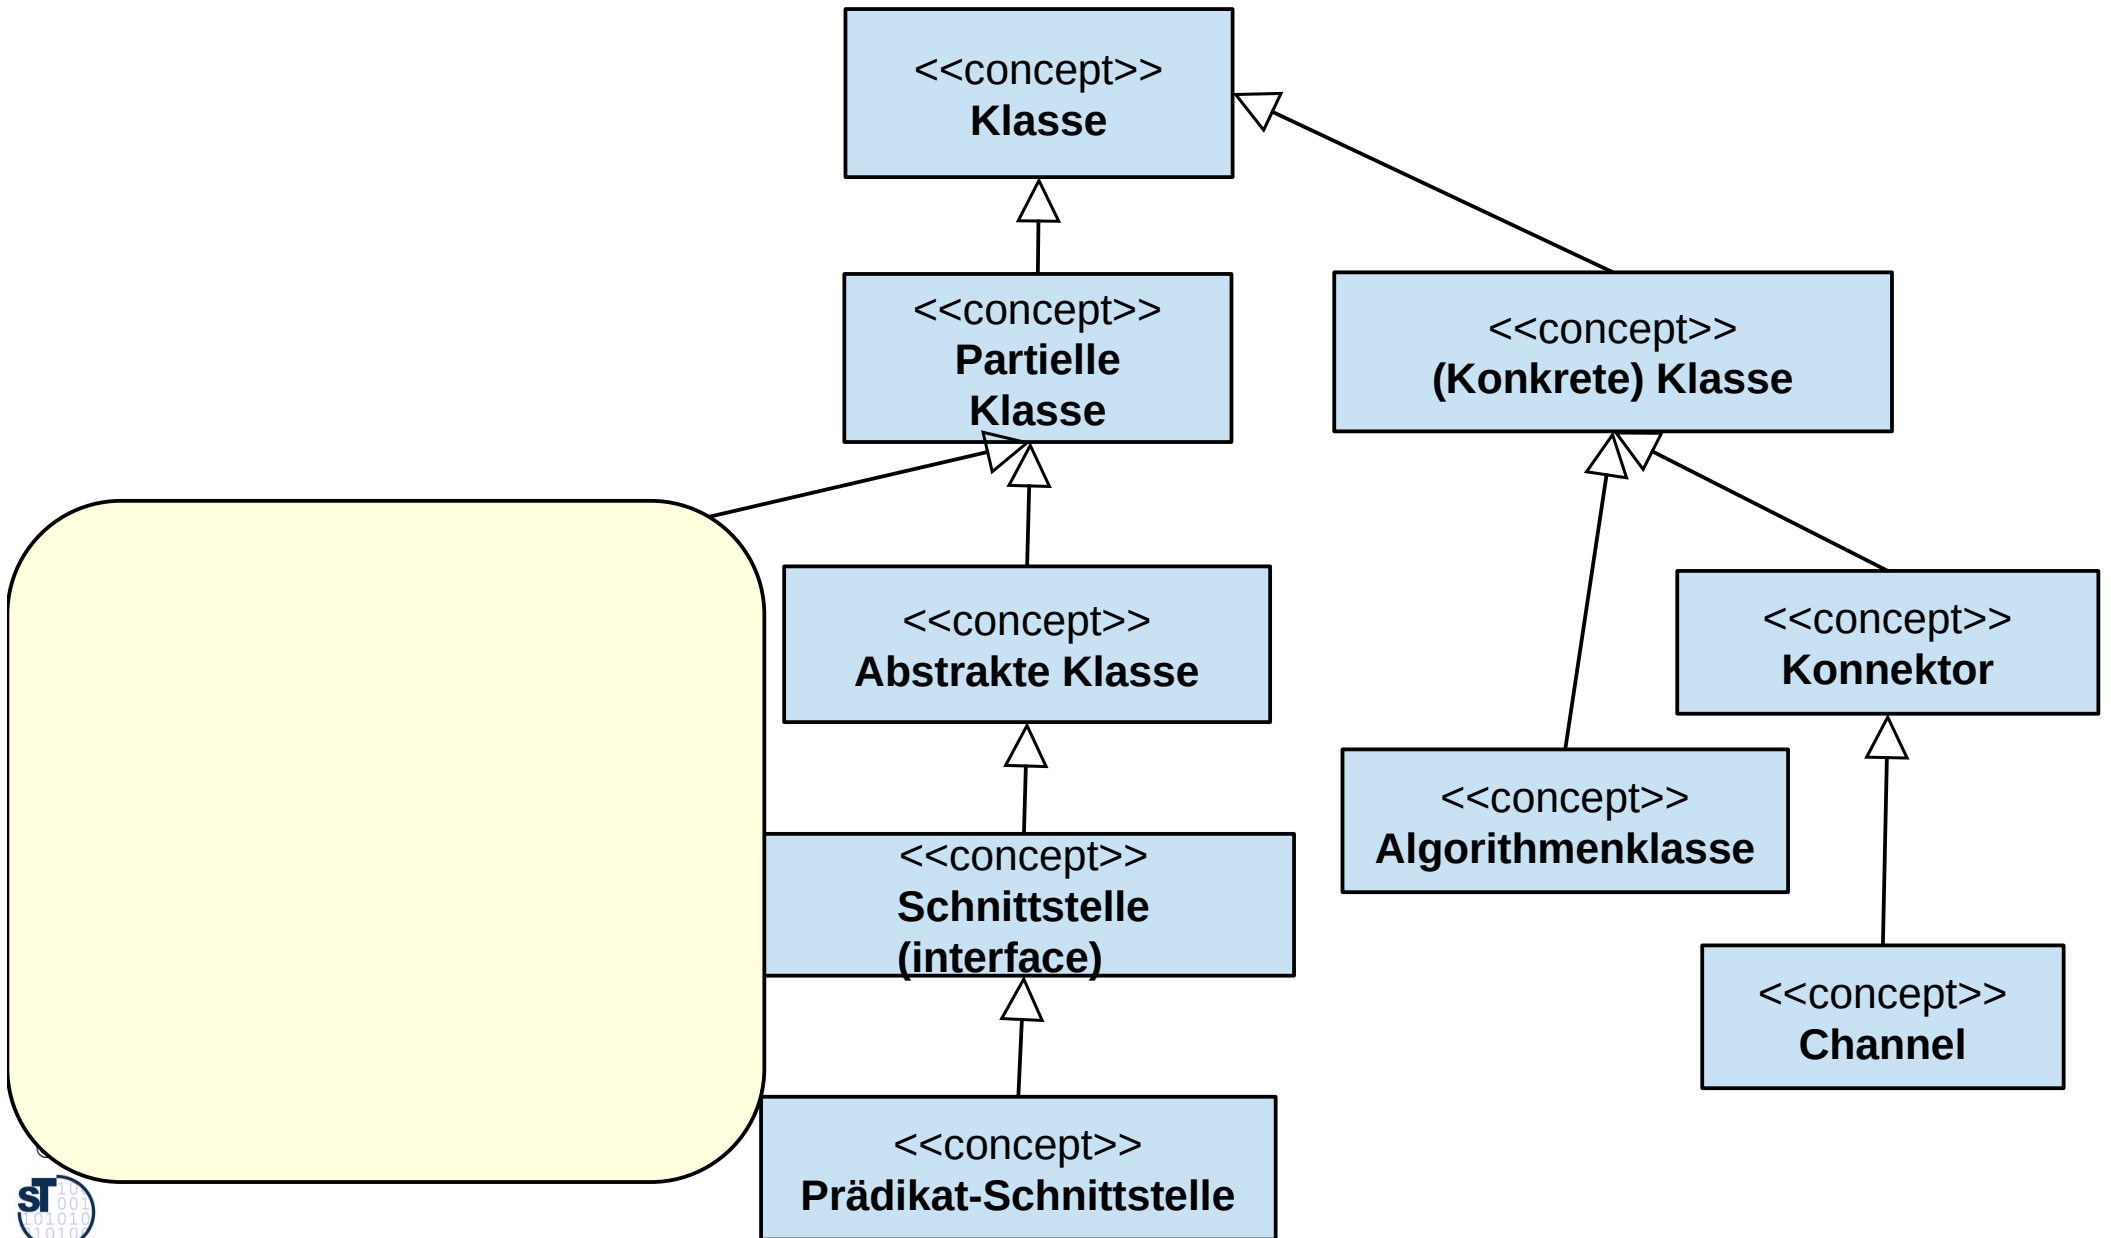 <<concept>>
Klasse
<<concept>>
Partielle
Klasse
<<concept>>
(Konkrete) Klasse
<<concept>>
Abstrakte Klasse
<<concept>>
Konnektor
<<concept>>
Algorithmenklasse
<<concept>>
Schnittstelle
(interface)
<<concept>>
Channel
<<concept>>
Prädikat-Schnittstelle
sT